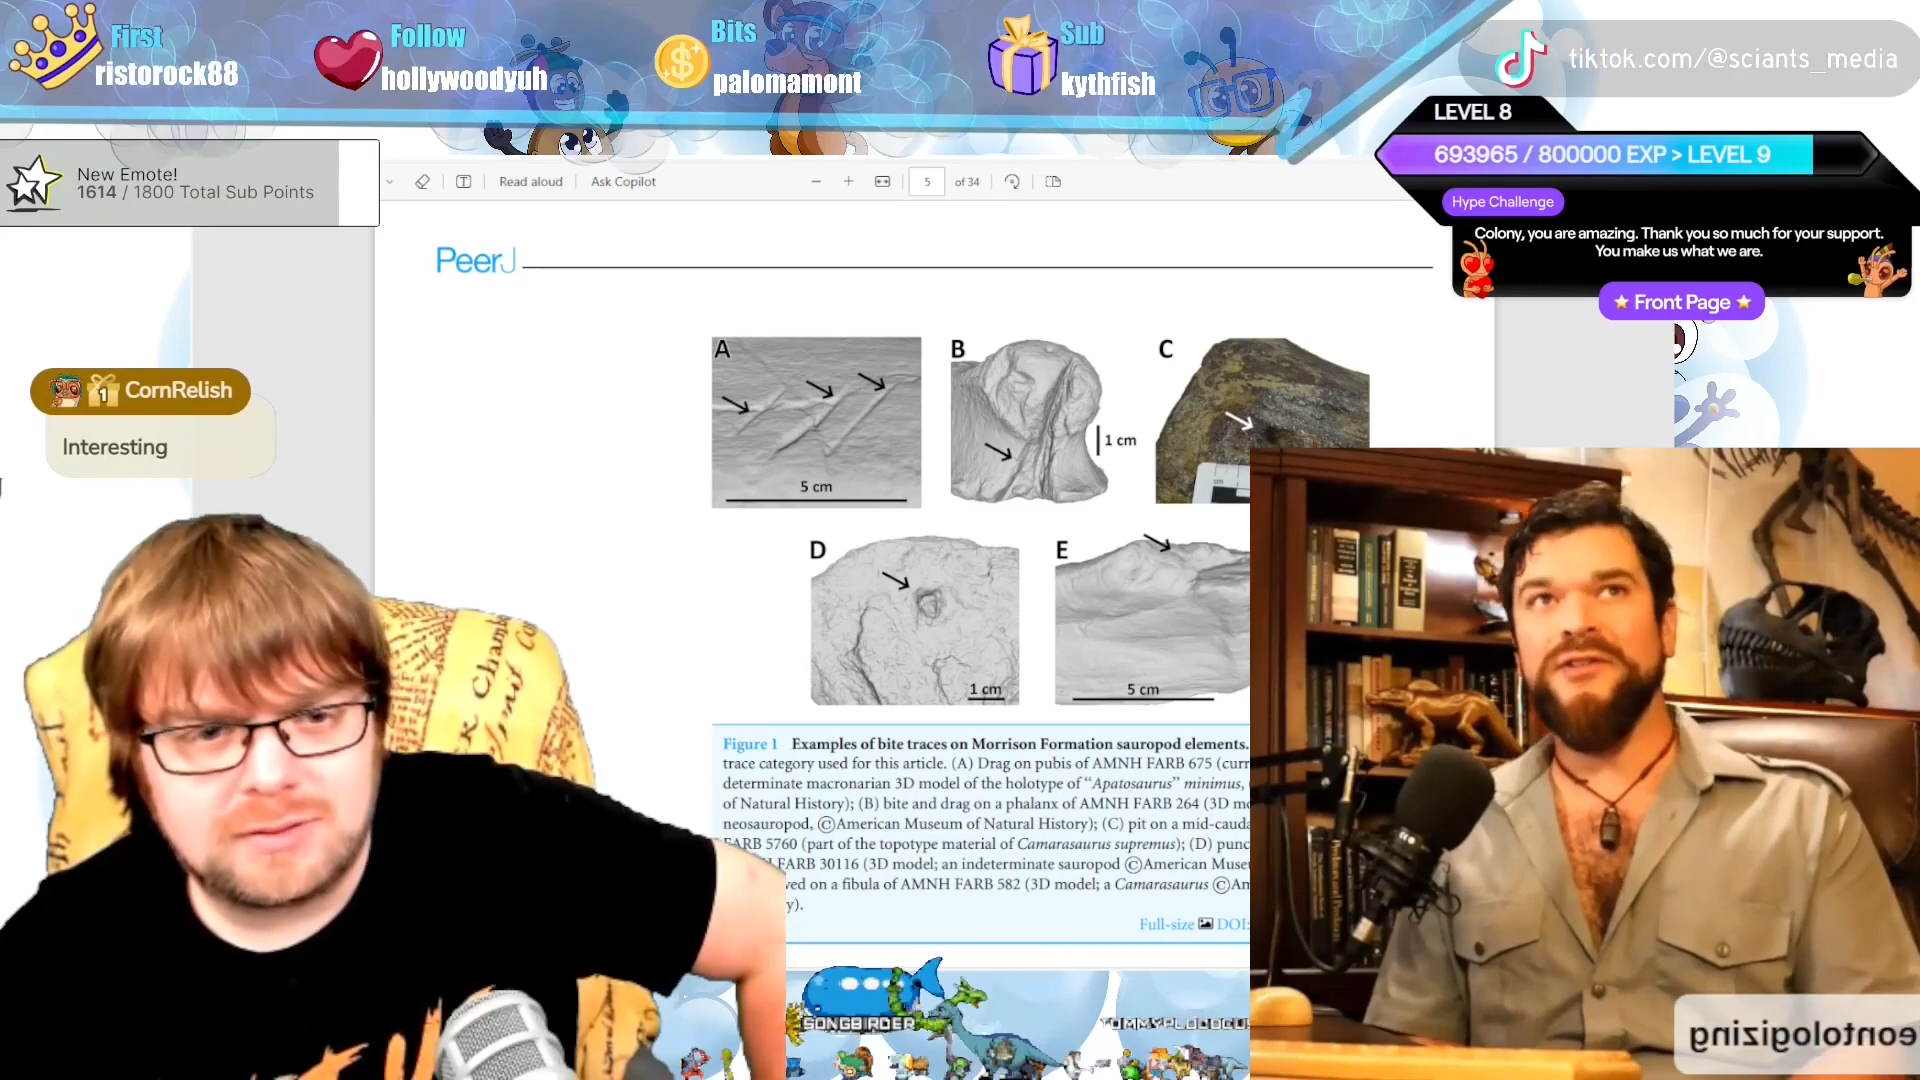 First
ristorock88
Follow
hollywoodyuh
Bits
palomamont
Sub
kythfish
tiktok.com/@sciants_media
LEVEL 8
693965 / 800000 EXP > LEVEL 9
Hype Challenge
Colony, you are amazing. Thank you so much for your support.
You make us what we are.
Front Page
New Emote!
1614 / 1800 Total Sub Points
Read aloud
Ask Copilot
5
of 34
PeerJ
A
B
C
1 cm
5 cm
CornRelish
1
Interesting
D
E
1 cm
5 cm
Figure 1 Examples of bite traces on Morrison Formation sauropod elements.
trace category used for this article. (A) Drag on pubis of AMNH FARB 675 (curr
determinate macronarian 3D model of the holotype of “Apatosaurus” minimus,
of Natural History); (B) bite and drag on a phalanx of AMNH FARB 264 (3D mo
neosauropod, ©American Museum of Natural History); (C) pit on a mid-cauda
FARB 5760 (part of the topotype material of Camarasaurus supremus); (D) punc
FARB 30116 (3D model; an indeterminate sauropod ©American Muse
ved on a fibula of AMNH FARB 582 (3D model; a Camarasaurus ©Am
y).
Full-size DOI:
SONGBIRDER
TOMMYPLODOCUS
eontologizing